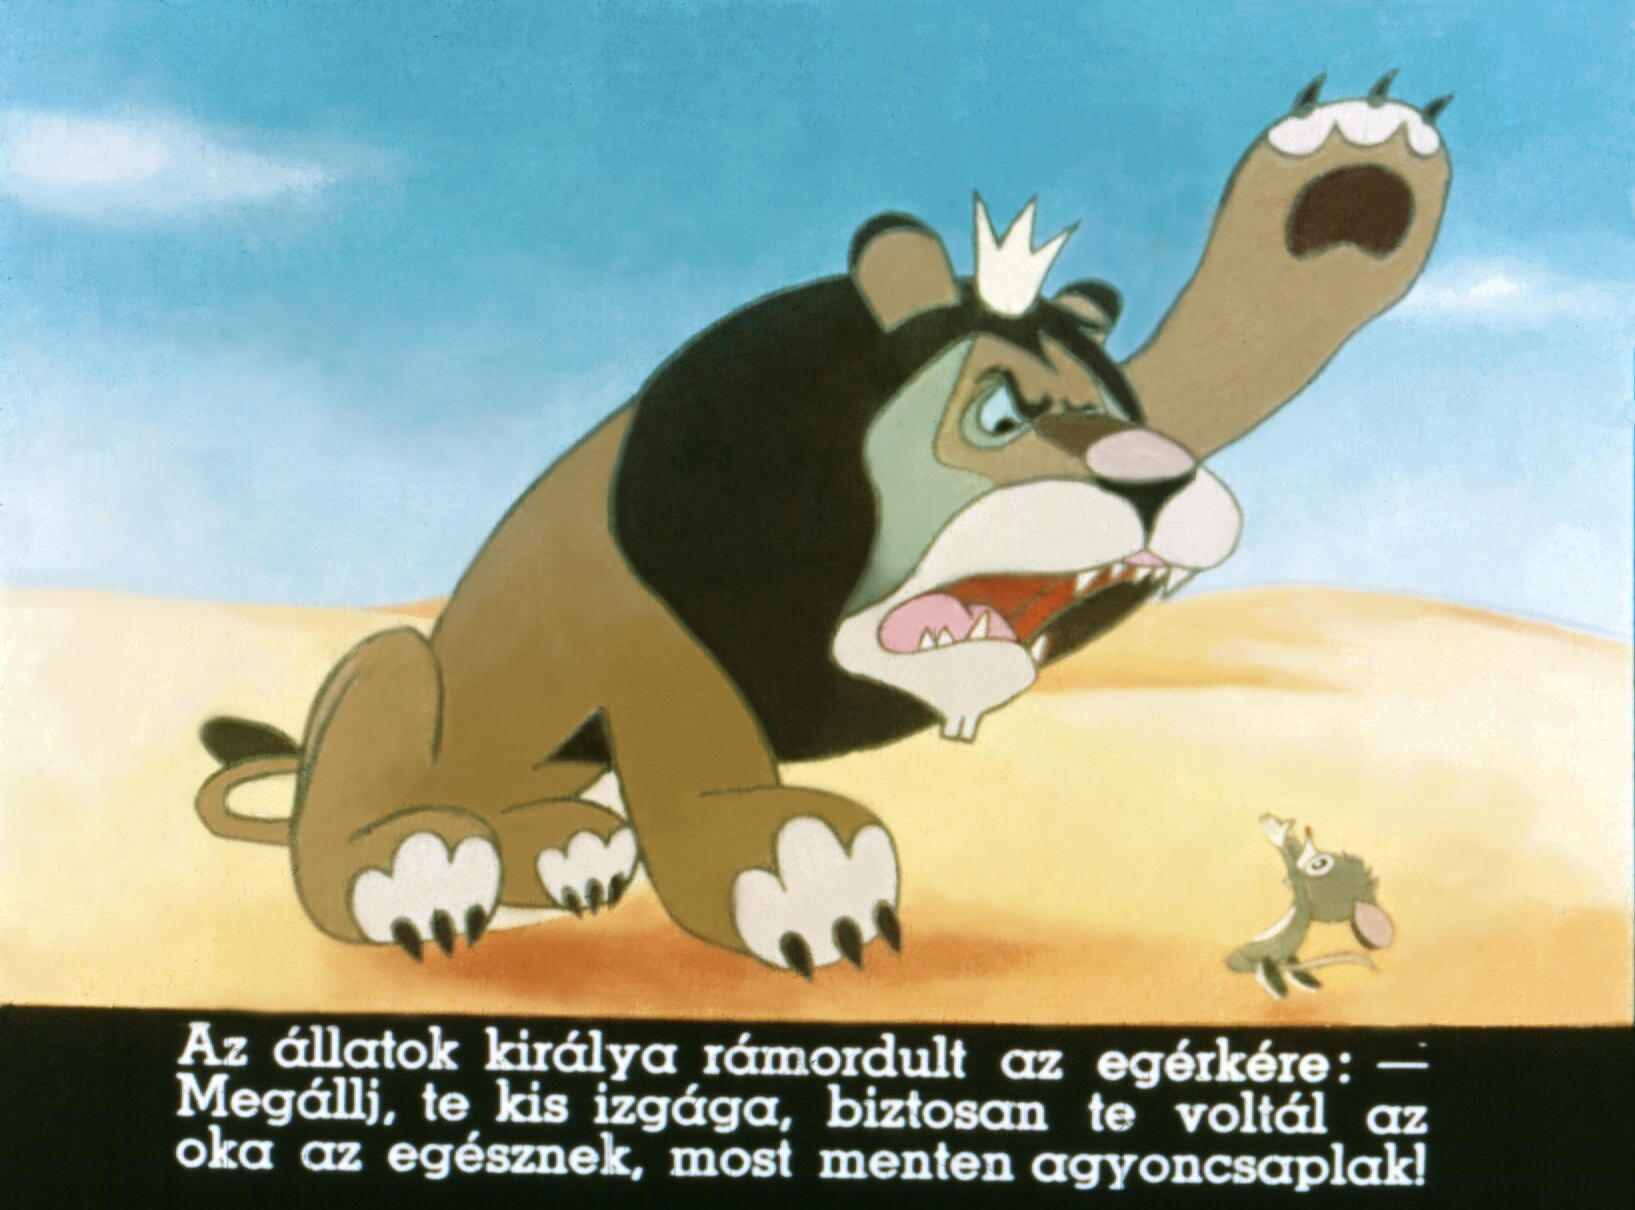 Az állatok királya rámordult az egérkére: —
Megállj, te kis izgága, biztosan te voltál az
oka az egésznek, most menten agyoncsaplak!